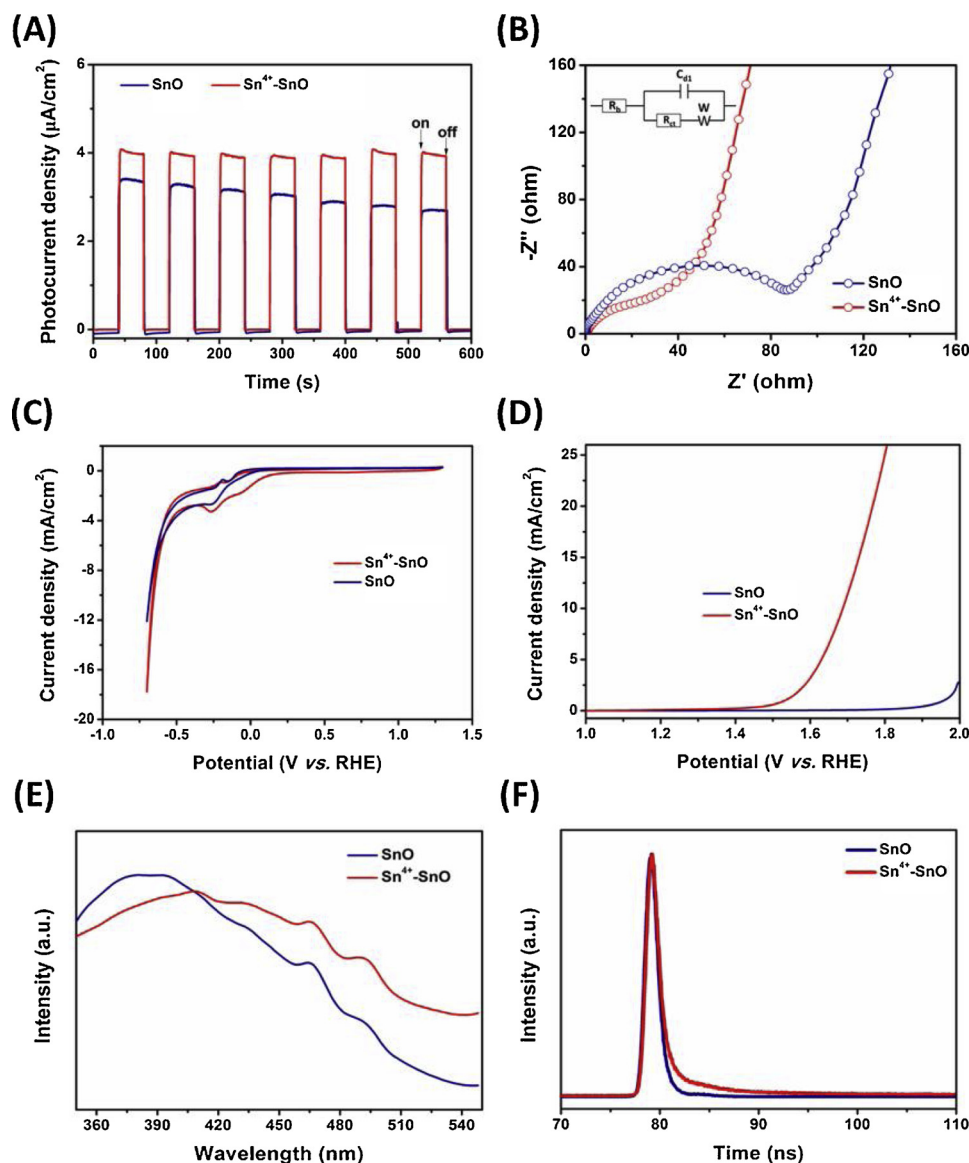 (A)
SnO Sn⁴⁺-SnO
on
off
6
4
2
0
0 100 200 300 400 500 600
Photocurrent density (μA/cm²)
Time (s)
(B)
C_d1
R_b
W
R_ct
160
120
80
40
0
0 40 80 120 160
SnO
Sn⁴⁺-SnO
-Z'' (ohm)
Z' (ohm)
(C)
0
-4
-8
-12
-16
-20
-1.0 -0.5 0.0 0.5 1.0 1.5
Sn⁴⁺-SnO
SnO
Current density (mA/cm²)
Potential (V vs. RHE)
(D)
25
20
15
10
5
0
1.0 1.2 1.4 1.6 1.8 2.0
SnO
Sn⁴⁺-SnO
Current density (mA/cm²)
Potential (V vs. RHE)
(E)
SnO
Sn⁴⁺-SnO
Intensity (a.u.)
360 390 420 450 480 510 540
Wavelength (nm)
(F)
SnO
Sn⁴⁺-SnO
Intensity (a.u.)
70 80 90 100 110
Time (ns)